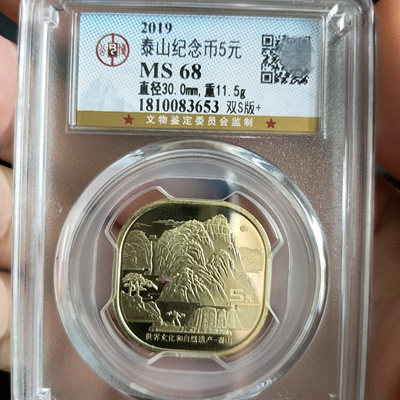 2019
泰山纪念币5元
MS 68
直径30.0mm,重11.5g
1810083653 双S版+
★ 文物鉴定委员会监制 ★
公 博
5元
世界文化和自然遗产-泰山